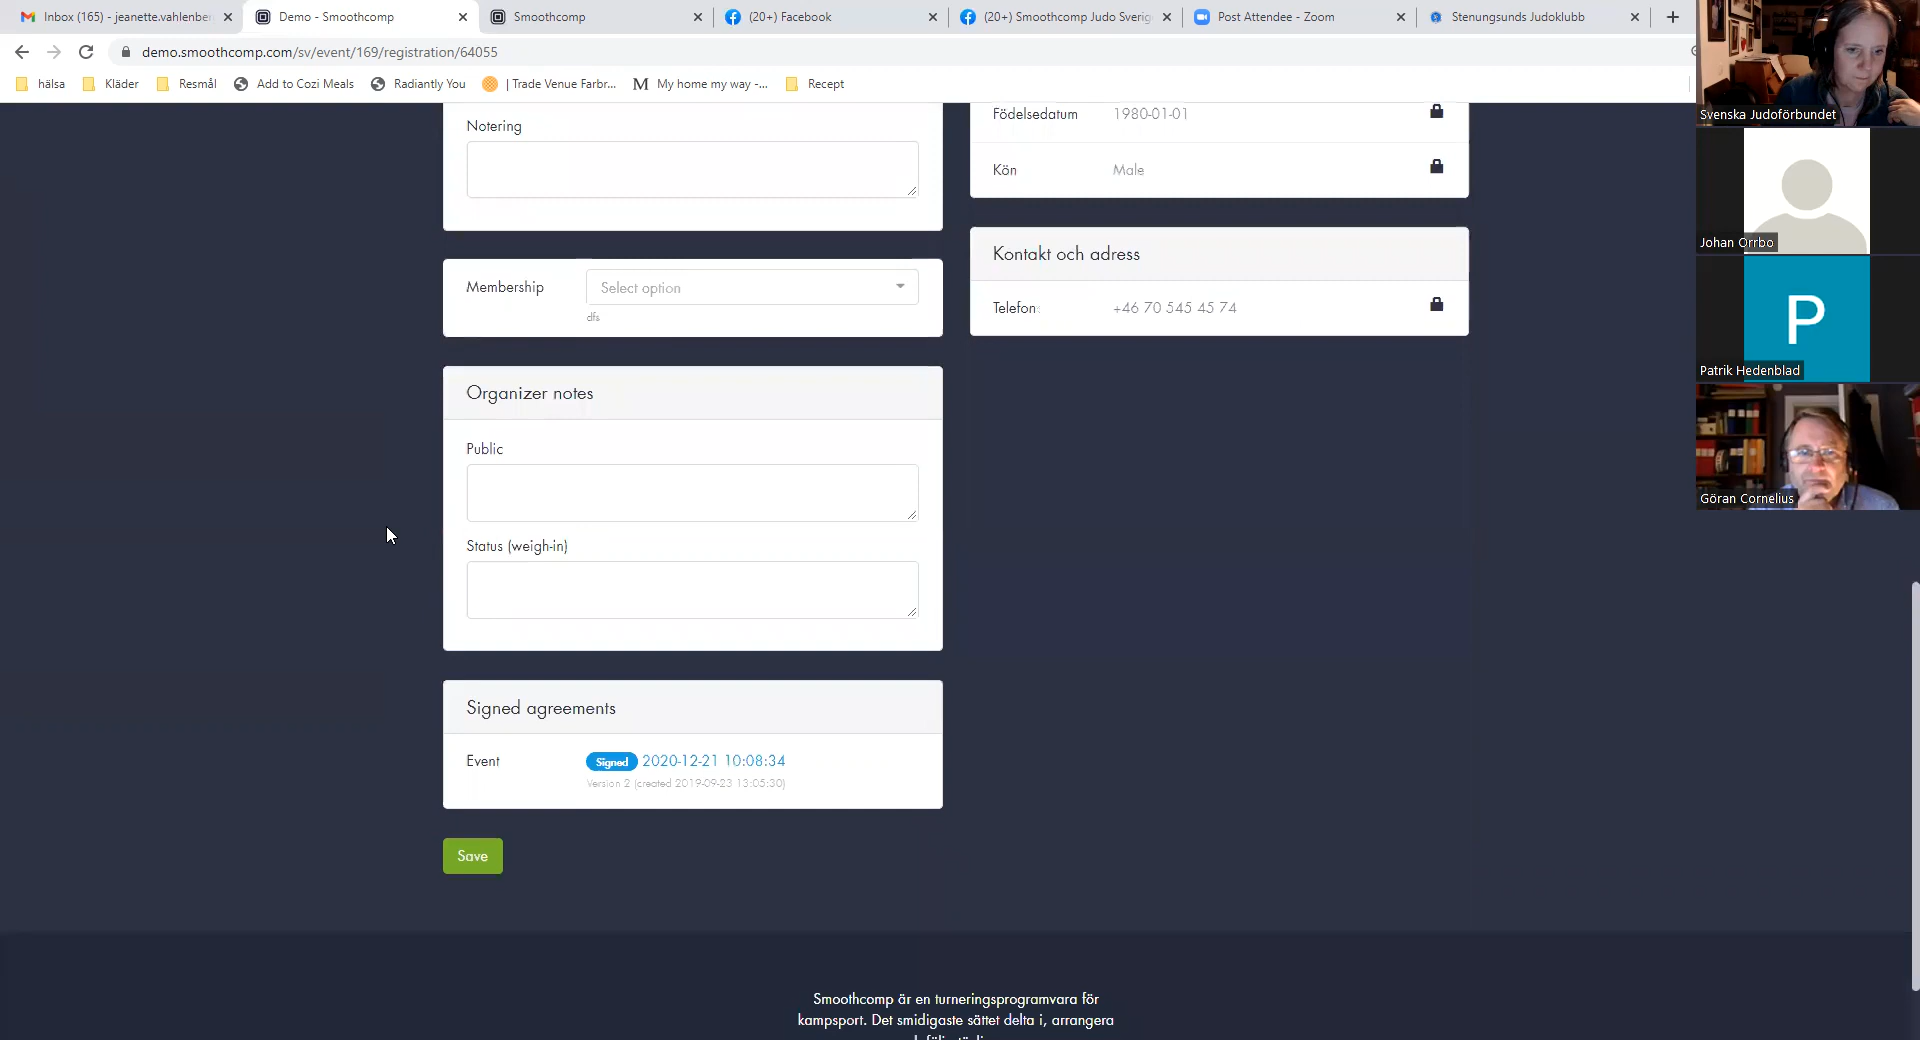 Inbox (165) - jeanette.vahlenber
Demo - Smoothcomp
Smoothcomp
(20+) Facebook
(20+) Smoothcomp Judo Sverig
Post Attendee - Zoom
Stenungsunds Judoklubb
demo.smoothcomp.com/sv/event/169/registration/64055
hälsa
Kläder
Resmål
Add to Cozi Meals
Radiantly You
| Trade Venue Farbr...
My home my way -...
Recept
Notering
Membership
Select option
dfs
Organizer notes
Public
Status (weigh-in)
Signed agreements
Event
Signed 2020-12-21 10:08:34
Version 2 (created 2019-09-23 13:05:30)
Save
Födelsedatum
1980-01-01
Kön
Male
Kontakt och adress
Telefon:
+46 70 545 45 74
Svenska Judoförbundet
Johan Orrbo
P
Patrik Hedenblad
Göran Cornelius
Smoothcomp är en turneringsprogramvara för
kampsport. Det smidigaste sättet delta i, arrangera